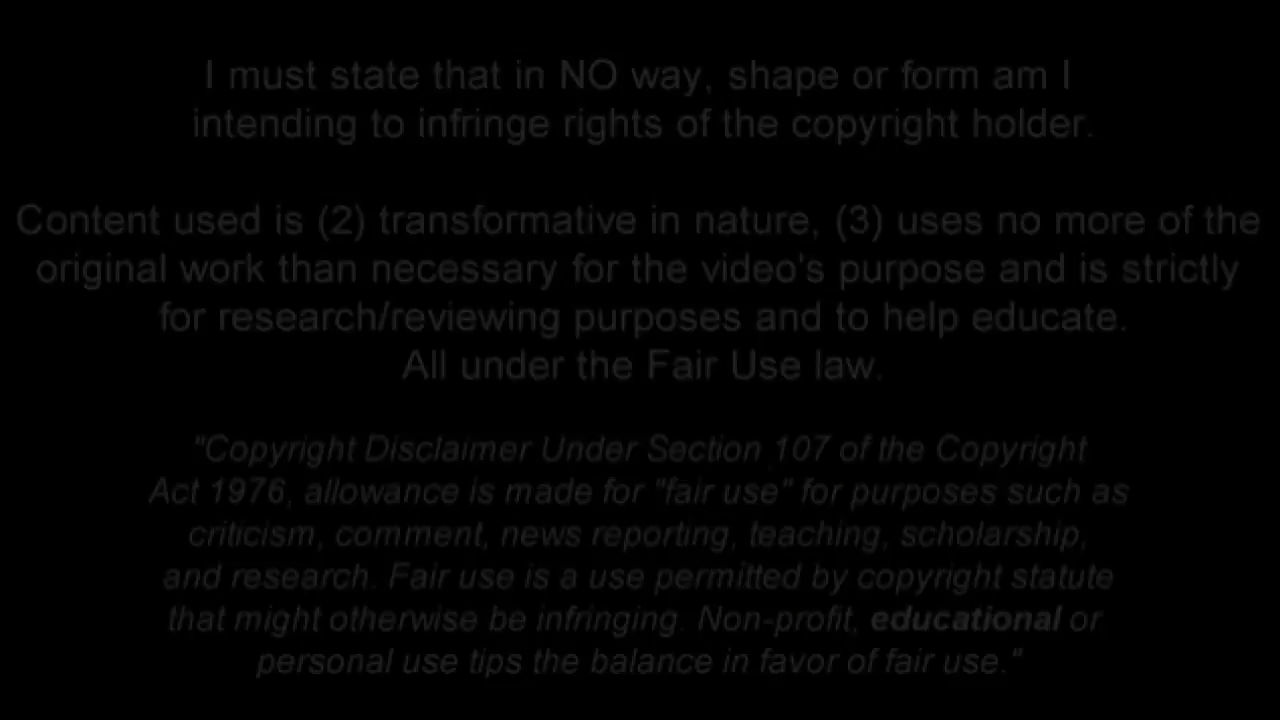 I must state that in NO way, shape or form am I
intending to infringe rights of the copyright holder.
Content used is (2) transformative in nature, (3) uses no more of the
original work than necessary for the video's purpose and is strictly
for research/reviewing purposes and to help educate.
All under the Fair Use law.
"Copyright Disclaimer Under Section 107 of the Copyright
Act 1976, allowance is made for "fair use" for purposes such as
criticism, comment, news reporting, teaching, scholarship,
and research. Fair use is a use permitted by copyright statute
that might otherwise be infringing. Non-profit, educational or
personal use tips the balance in favor of fair use."